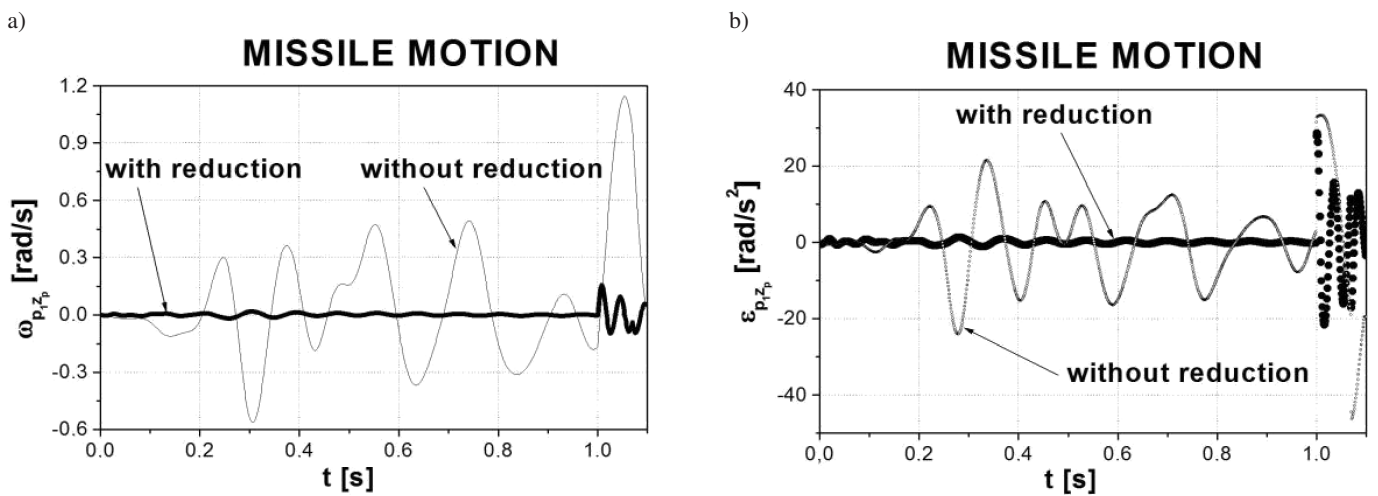 a)
MISSILE MOTION
1.2
0.9
0.6
0.3
0.0
-0.3
-0.6
ω p₁z_p [rad/s]
with reduction
without reduction
0.0 0.2 0.4 0.6 0.8 1.0
t [s]
b)
MISSILE MOTION
40
20
0
-20
-40
ε p₁z_p [rad/s²]
with reduction
without reduction
0,0 0.2 0.4 0.6 0.8 1.0
t [s]